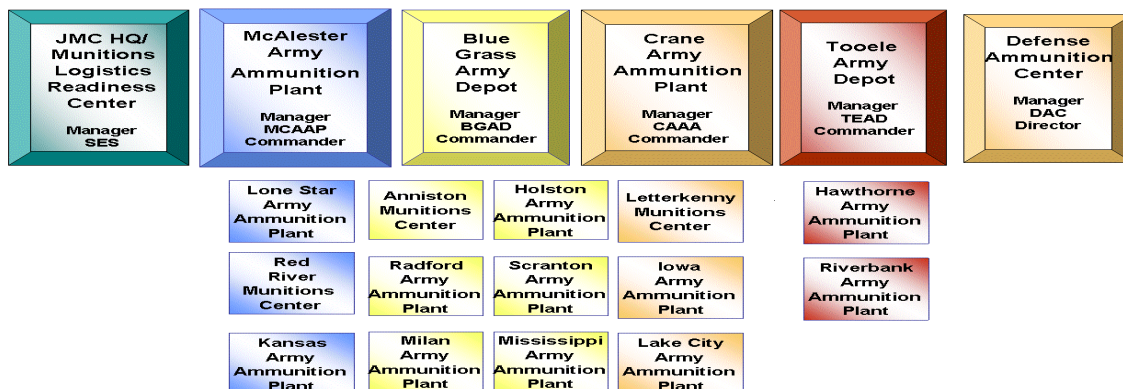 JMC HQ/
Munitions
Logistics
Readiness
Center
Manager
SES
McAlester
Army
Ammunition
Plant
Manager
MCAAP
Commander
Blue
Grass
Army
Depot
Manager
BGAD
Commander
Crane
Army
Ammunition
Plant
Manager
CAAA
Commander
Tooele
Army
Depot
Manager
TEAD
Commander
Defense
Ammunition
Center
Manager
DAC
Director
Lone Star
Army
Ammunition
Plant
Anniston
Munitions
Center
Holston
Army
Ammunition
Plant
Letterkenny
Munitions
Center
Hawthorne
Army
Ammunition
Plant
Red
River
Munitions
Center
Radford
Army
Ammunition
Plant
Scranton
Army
Ammunition
Plant
Iowa
Army
Ammunition
Plant
Riverbank
Army
Ammunition
Plant
Kansas
Army
Ammunition
Plant
Milan
Army
Ammunition
Plant
Mississippi
Army
Ammunition
Plant
Lake City
Army
Ammunition
Plant